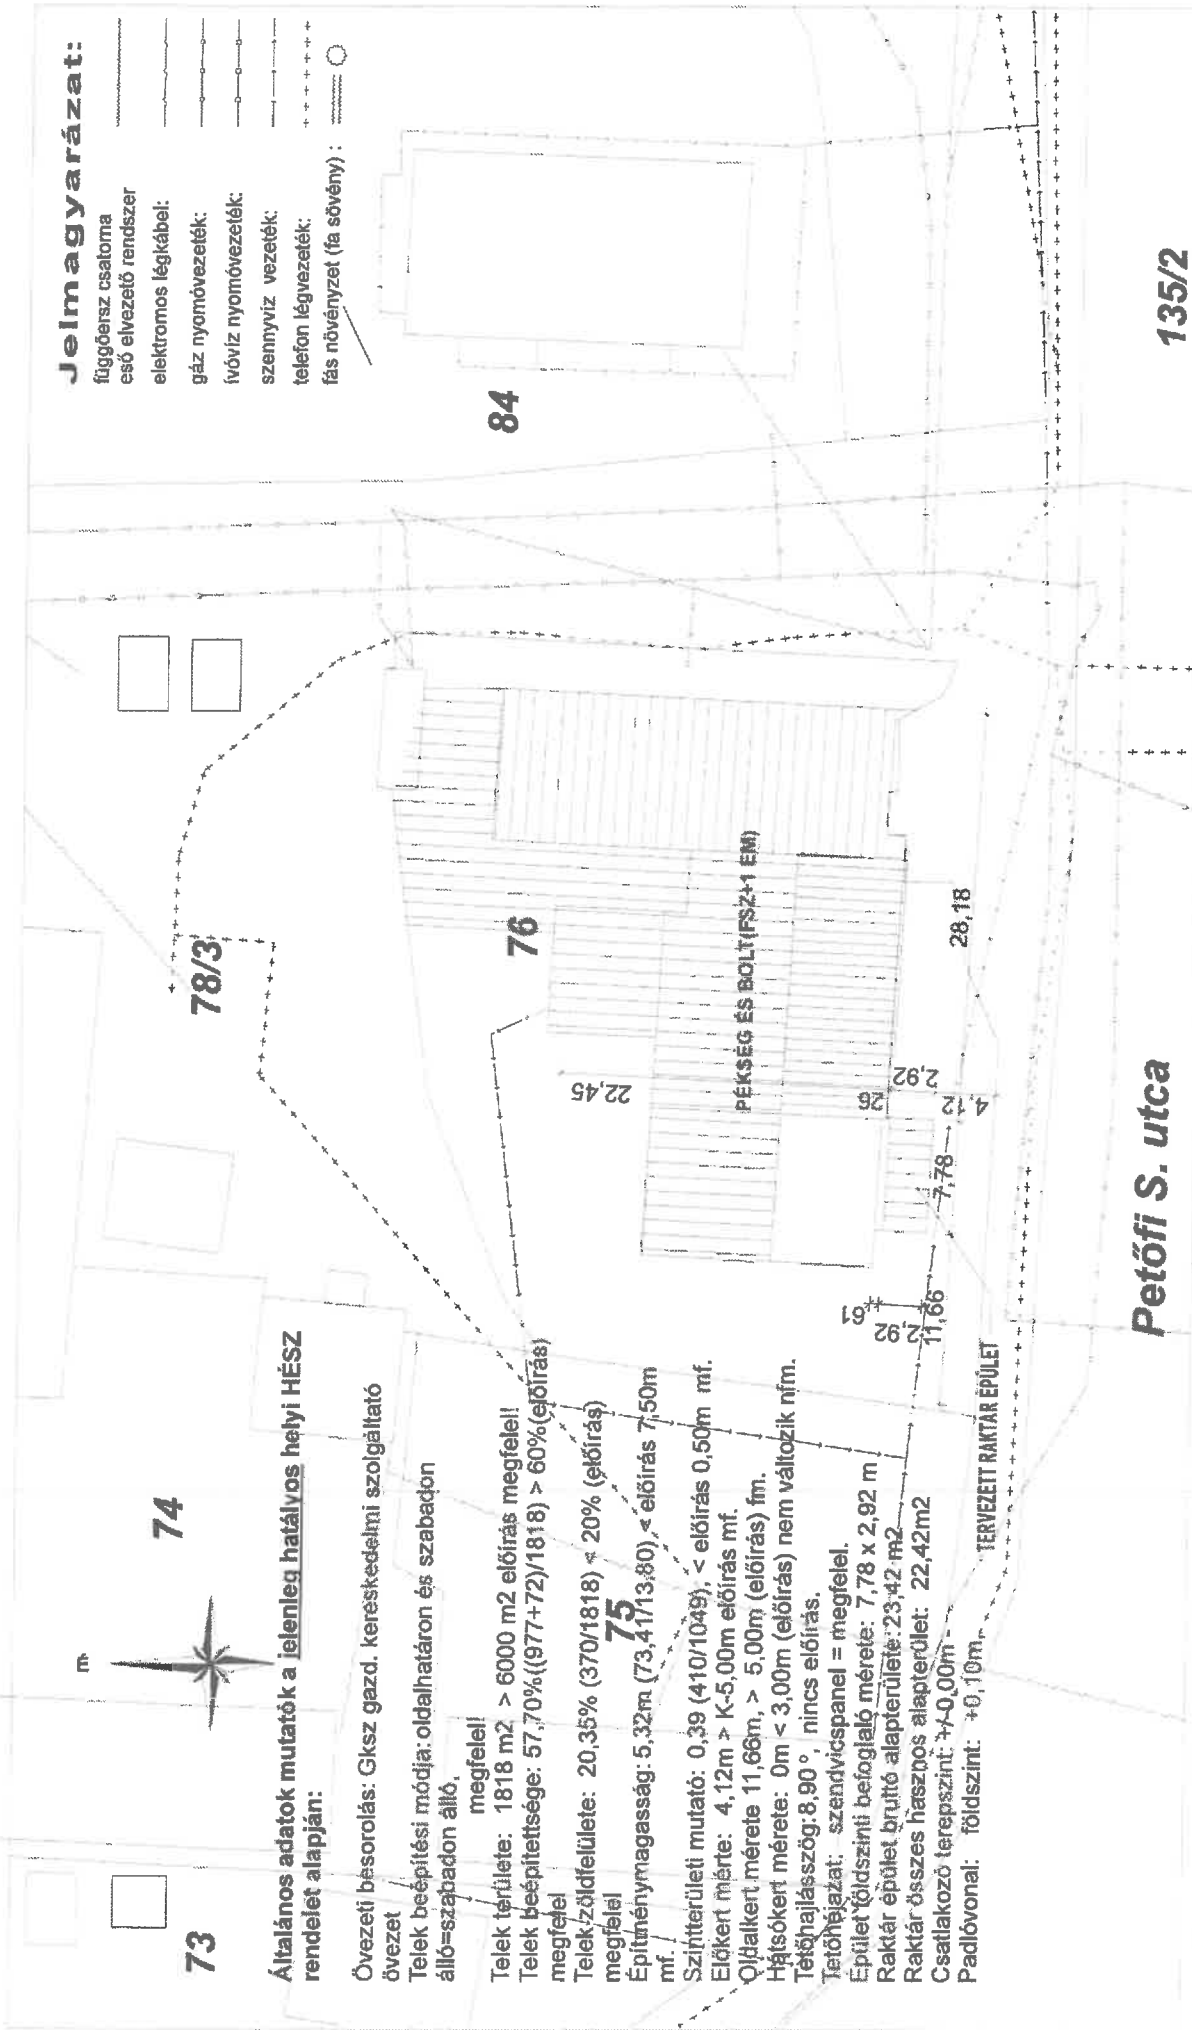 Jelmagyarázat:
függőersz csatorna
eső elvezető rendszer
elektromos légkábel:
gáz nyomóvezeték:
ívóvíz nyomóvezeték:
szennyvíz vezeték:
telefon légvezeték:
fás növényzet (fa sövény) :
73
74
75
76
78/3
84
135/2
Általános adatok mutatók a jelenleg hatályos helyi HÉSZ
rendelet alapján:
Övezeti besorolás: Gksz gazd. kereskedelmi szolgáltató
övezet
Telek beépítési módja: oldalhatáron és szabadon
álló=szabadon álló,
megfelel!
Telek területe: 1818 m2 > 6000 m2 előírás megfelel!
Telek beépítettsége: 57,70%((977+72)/1818) > 60%(előírás)
megfelel
Telek zöldfelülete: 20,35% (370/1818) < 20% (előírás)
megfelel
Építménymagasság: 5,32m (73,41/13.80) < előírás 7,50m
mf.
Szintterületi mutató: 0,39 (410/1049), < előírás 0,50m mf.
Előkert mérte: 4,12m > K-5,00m előírás mf.
Oldalkert mérete 11,66m, > 5,00m (előírás) fm.
Hátsókert mérete: 0m < 3,00m (előírás) nem változik nfm.
Tetőhajlásszög:8,90°, nincs előírás.
Tetőhéjazat: szendvicspanel = megfelel.
Épület földszinti befoglaló mérete: 7,78 x 2,92 m
Raktár épület bruttó alapterülete:23,42 m2
Raktár összes hasznos alapterület: 22,42m2
Csatlakozó terepszint: +/-0,00m
Padlóvonal: földszint: +0,10m
TERVEZETT RAKTÁR ÉPÜLET
PÉKSÉG ÉS BOLT(FSZ+1 EM)
22,45
28,18
26
2,92
4,12
7,78
61
2,92
11,66
Petőfi S. utca